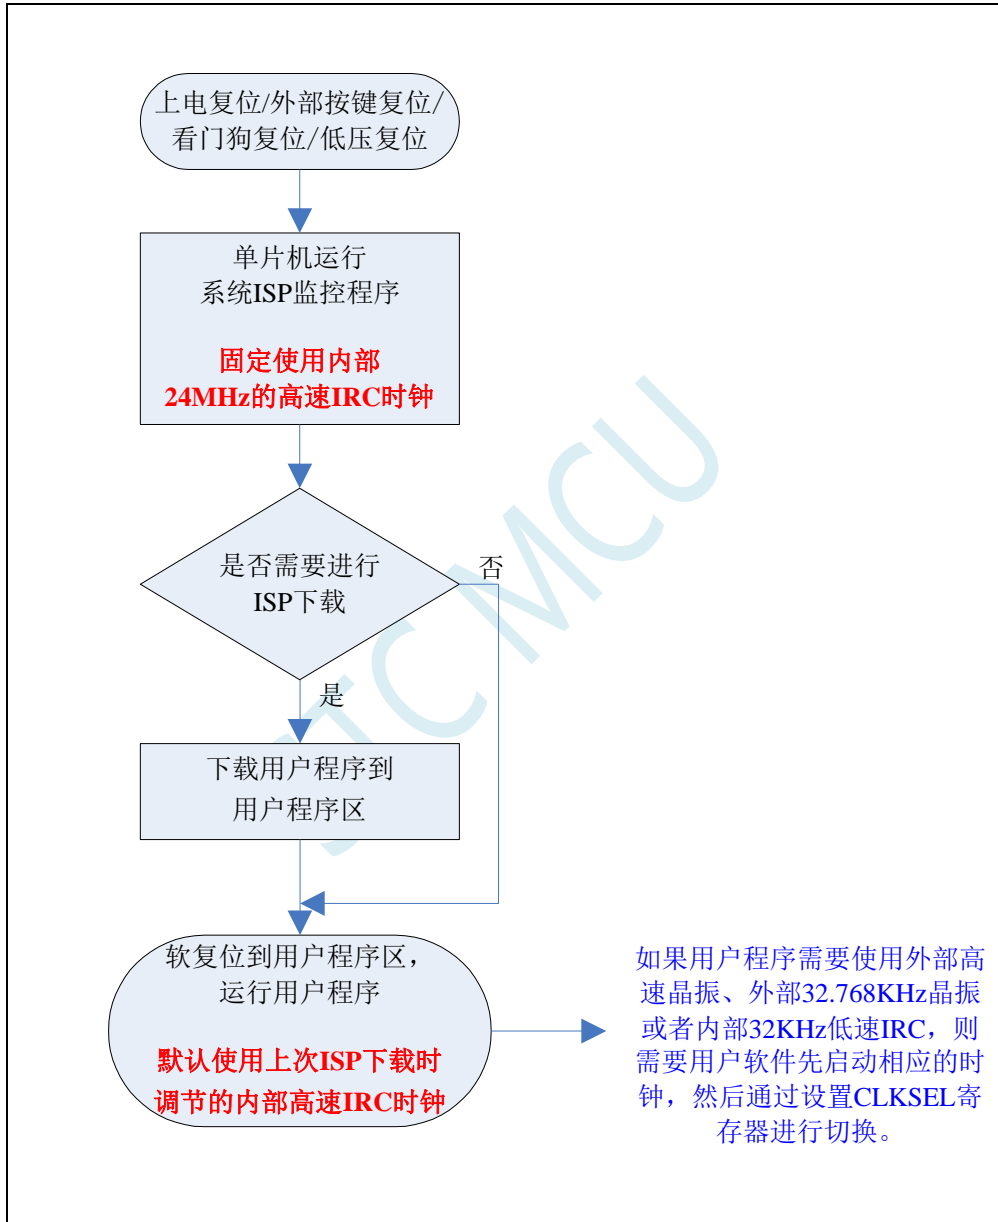 上电复位/外部按键复位/
看门狗复位/低压复位
单片机运行
系统ISP监控程序
固定使用内部
24MHz的高速IRC时钟
是否需要进行
ISP下载
否
是
下载用户程序到
用户程序区
软复位到用户程序区，
运行用户程序
默认使用上次ISP下载时
调节的内部高速IRC时钟
如果用户程序需要使用外部高
速晶振、外部32.768KHz晶振
或者内部32KHz低速IRC，则
需要用户软件先启动相应的时
钟，然后通过设置CLKSEL寄
存器进行切换。
STC MCU